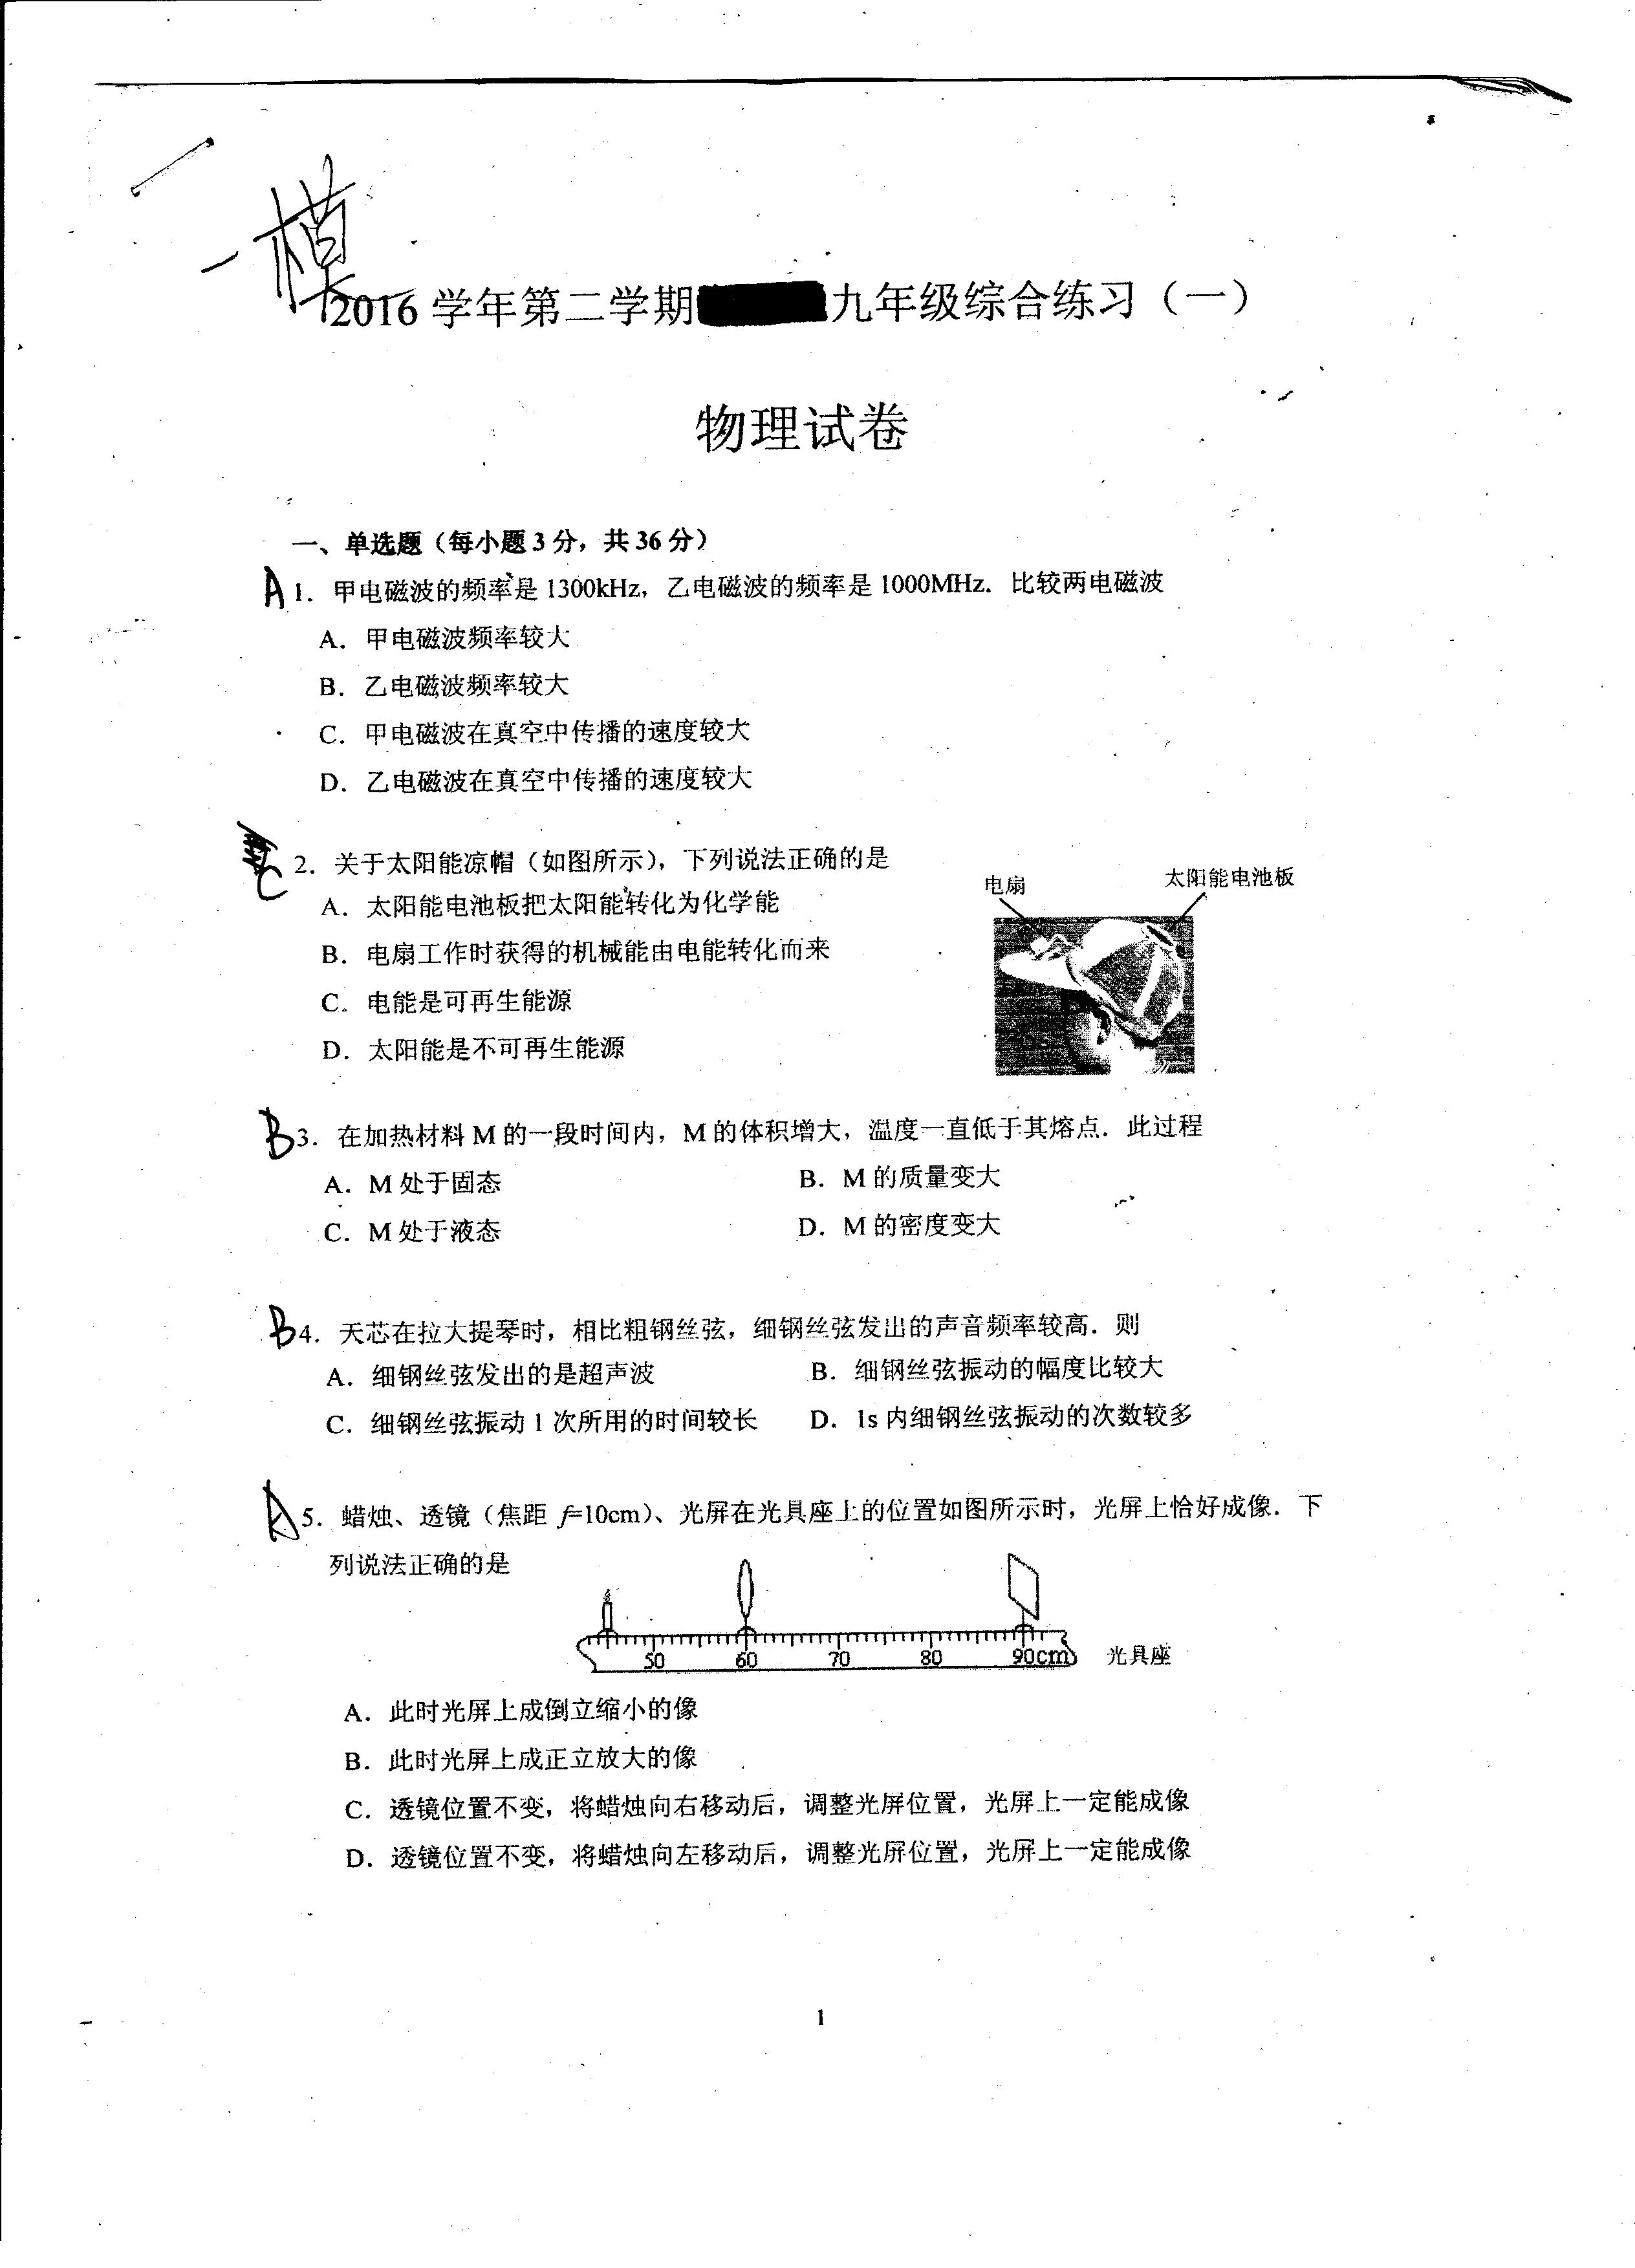 一模
2016 学年第二学期 九年级综合练习（一）
物理试卷
一、单选题（每小题 3 分，共 36 分）
A 1．甲电磁波的频率是 1300kHz，乙电磁波的频率是 1000MHz．比较两电磁波
A．甲电磁波频率较大
B．乙电磁波频率较大
C．甲电磁波在真空中传播的速度较大
D．乙电磁波在真空中传播的速度较大
C 2．关于太阳能凉帽（如图所示），下列说法正确的是
电扇 太阳能电池板
A．太阳能电池板把太阳能转化为化学能
B．电扇工作时获得的机械能由电能转化而来
C．电能是可再生能源
D．太阳能是不可再生能源
B 3．在加热材料 M 的一段时间内，M 的体积增大，温度一直低于其熔点．此过程
A．M 处于固态 B．M 的质量变大
C．M 处于液态 D．M 的密度变大
B 4．天芯在拉大提琴时，相比粗钢丝弦，细钢丝弦发出的声音频率较高．则
A．细钢丝弦发出的是超声波 B．细钢丝弦振动的幅度比较大
C．细钢丝弦振动 1 次所用的时间较长 D．1s 内细钢丝弦振动的次数较多
5．蜡烛、透镜（焦距 f=10cm）、光屏在光具座上的位置如图所示时，光屏上恰好成像．下
列说法正确的是
50 60 70 80 90cm 光具座
A．此时光屏上成倒立缩小的像
B．此时光屏上成正立放大的像
C．透镜位置不变，将蜡烛向右移动后，调整光屏位置，光屏上一定能成像
D．透镜位置不变，将蜡烛向左移动后，调整光屏位置，光屏上一定能成像
1